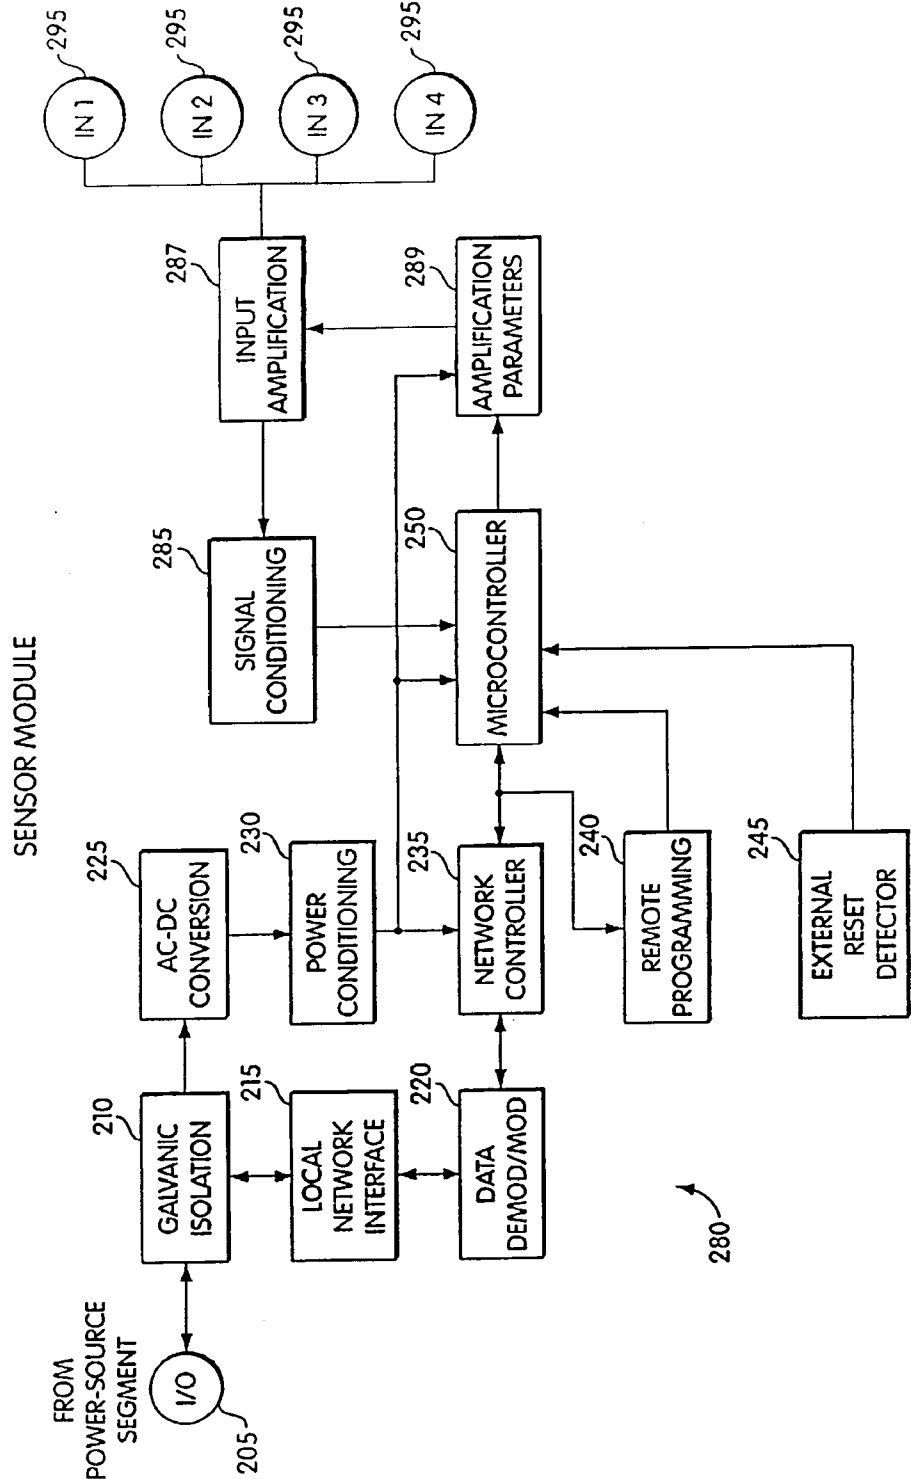 SENSOR MODULE
FROM
POWER-SOURCE
SEGMENT
I/O
205
210
GALVANIC
ISOLATION
215
LOCAL
NETWORK
INTERFACE
220
DATA
DEMOD/MOD
225
AC-DC
CONVERSION
230
POWER
CONDITIONING
235
NETWORK
CONTROLLER
240
REMOTE
PROGRAMMING
245
EXTERNAL
RESET
DETECTOR
285
SIGNAL
CONDITIONING
250
MICROCONTROLLER
287
INPUT
AMPLIFICATION
289
AMPLIFICATION
PARAMETERS
IN 1
295
IN 2
295
IN 3
295
IN 4
295
280